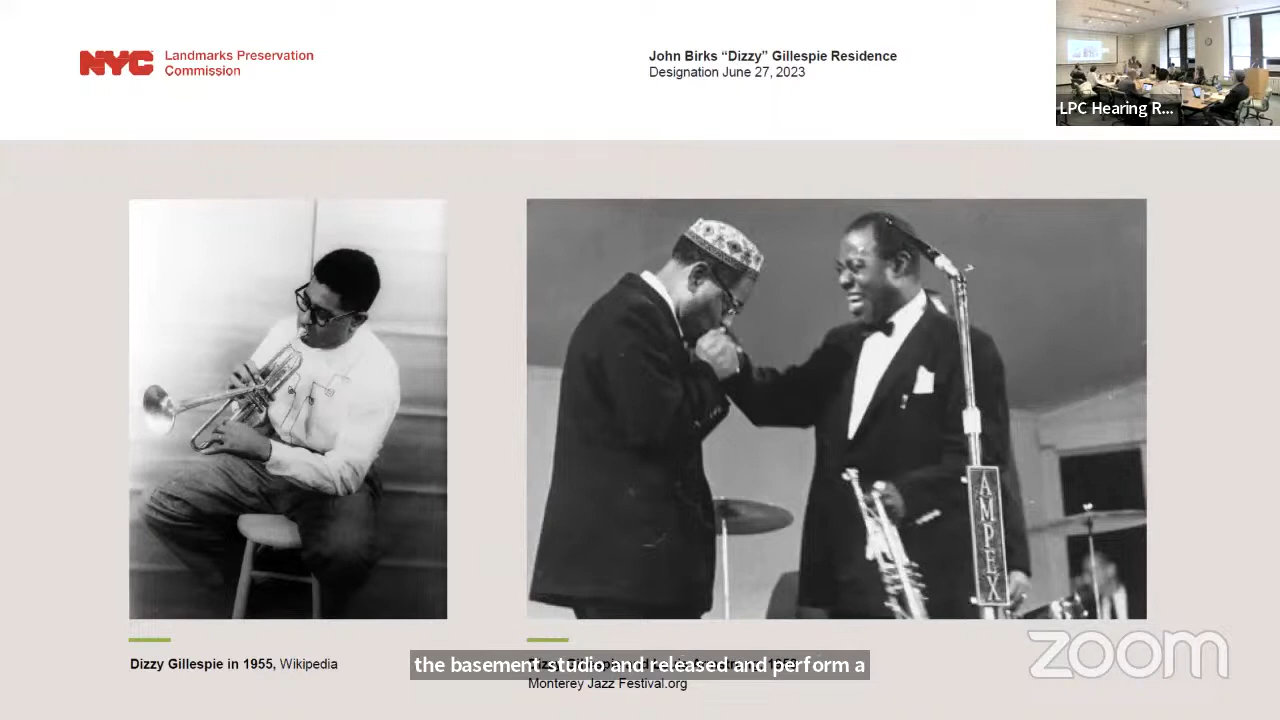 NYC Landmarks Preservation
Commission
John Birks “Dizzy” Gillespie Residence
Designation June 27, 2023
LPC Hearing R...
AMPEX
Dizzy Gillespie in 1955, Wikipedia
the basement studio and released and perform a
Monterey Jazz Festival.org
zoom